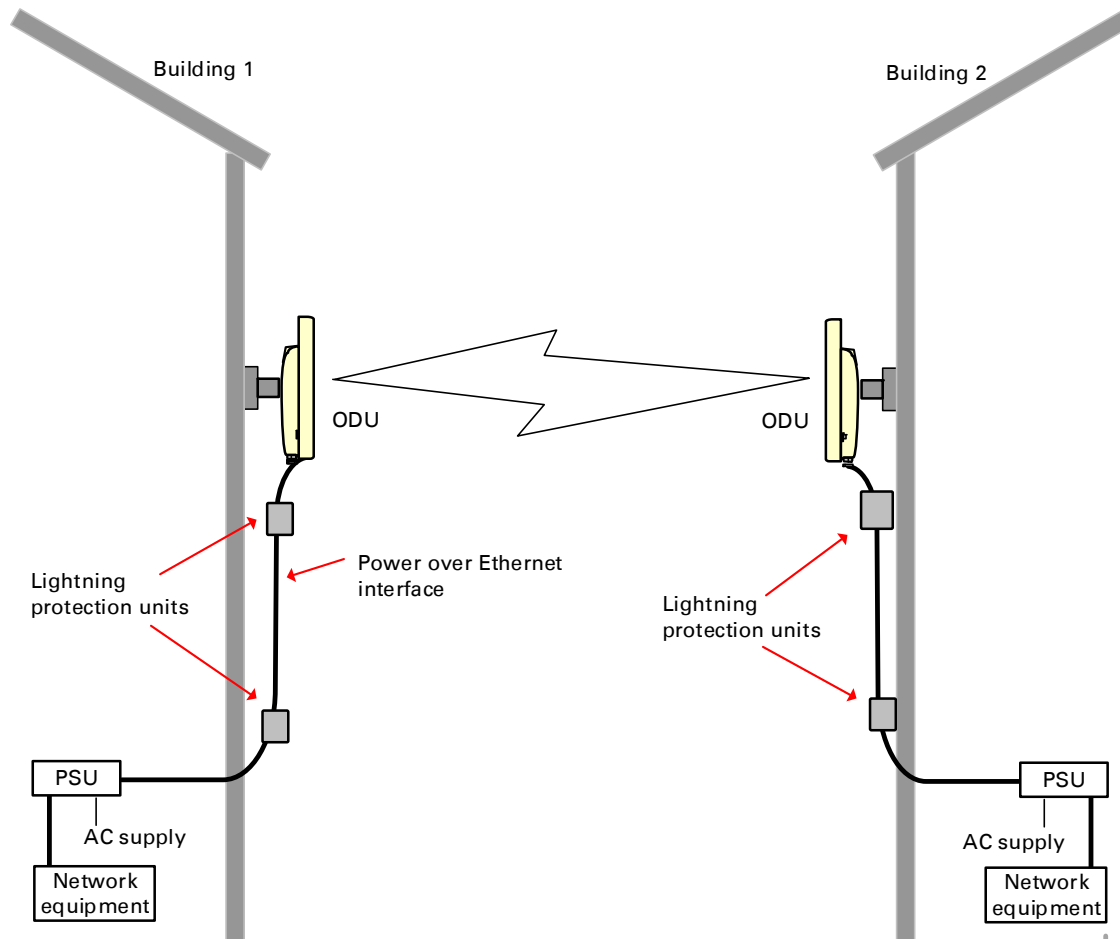 Building 1
Building 2
ODU
ODU
Power over Ethernet
interface
Lightning
protection units
Lightning
protection units
PSU
AC supply
Network
equipment
PSU
AC supply
Network
equipment